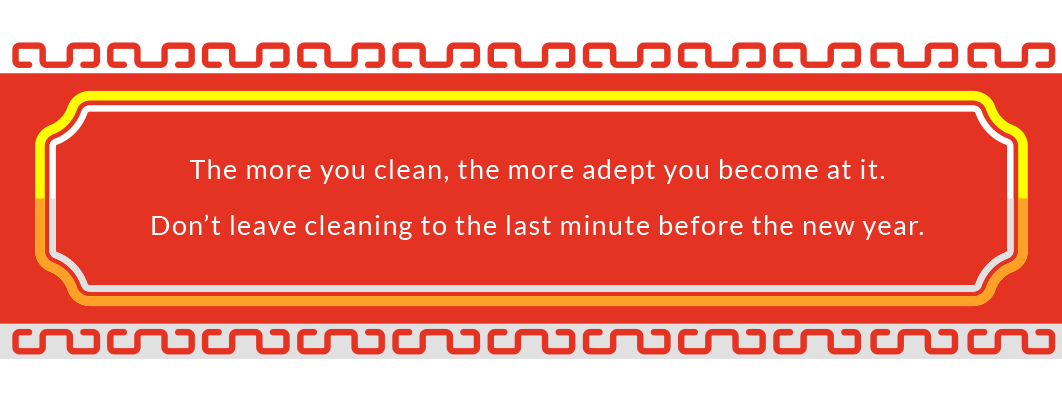 The more you clean, the more adept you become at it.
Don’t leave cleaning to the last minute before the new year.